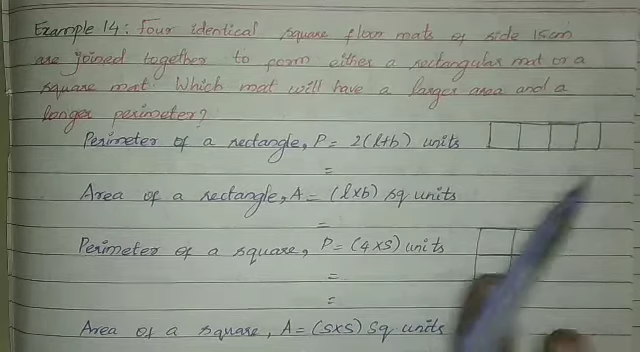 Example 14: Four identical square floor mats of side 15cm
are joined together to form either a rectangular mat or a
square mat. Which mat will have a larger area and a
longer perimeter?
Perimeter of a rectangle, P = 2(l+b) units
=
Area of a rectangle, A = (l×b) sq units
=
Perimeter of a square, P = (4×S) units
=
=
Area of a square, A = (S×S) Sq units